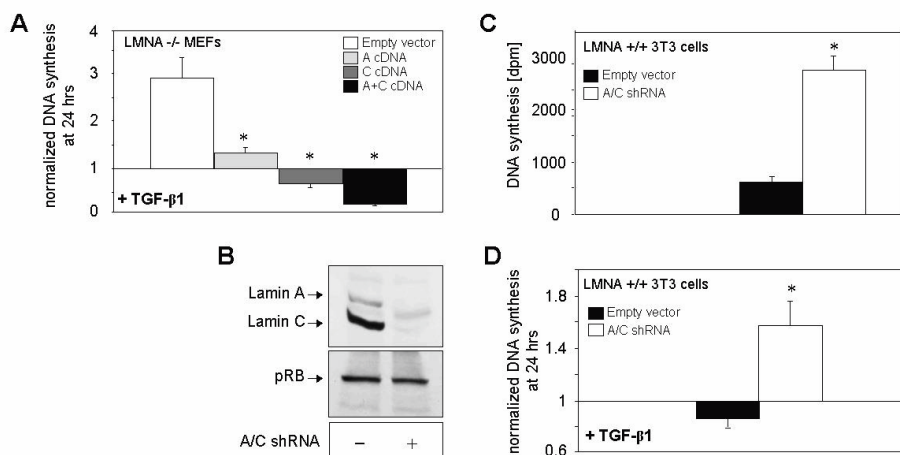 A
LMNA -/- MEFs
Empty vector
A cDNA
C cDNA
A+C cDNA
normalized DNA synthesis
at 24 hrs
4
3
2
1
0
*
*
*
+ TGF-β1
B
Lamin A
Lamin C
pRB
A/C shRNA
–
+
C
LMNA +/+ 3T3 cells
Empty vector
A/C shRNA
DNA synthesis [dpm]
3000
2000
1000
0
*
D
LMNA +/+ 3T3 cells
Empty vector
A/C shRNA
normalized DNA synthesis
at 24 hrs
1.8
1.4
1
0.6
*
+ TGF-β1